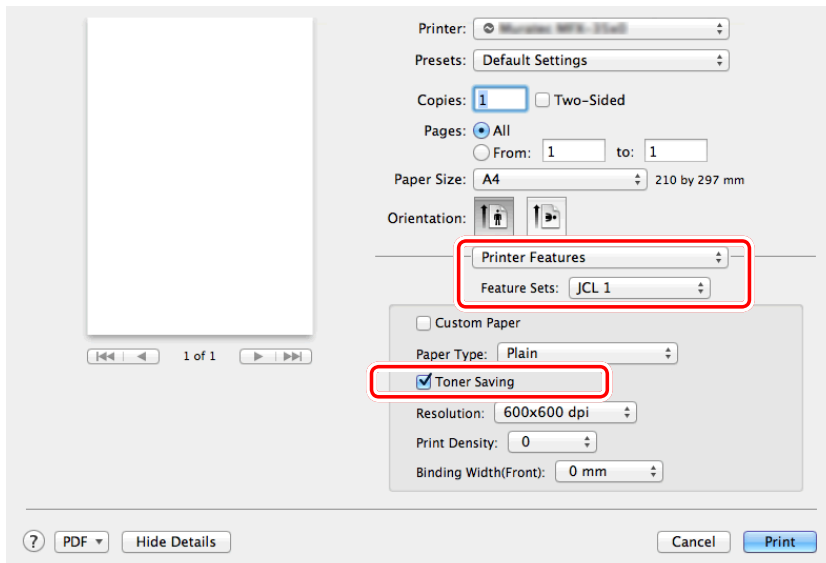 Printer:
Presets: Default Settings
Copies: 1 Two-Sided
Pages: All
From: 1 to: 1
Paper Size: A4 210 by 297 mm
Orientation:
Printer Features
Feature Sets: JCL 1
Custom Paper
1 of 1
Paper Type: Plain
Toner Saving
Resolution: 600x600 dpi
Print Density: 0
Binding Width(Front): 0 mm
? PDF Hide Details Cancel Print